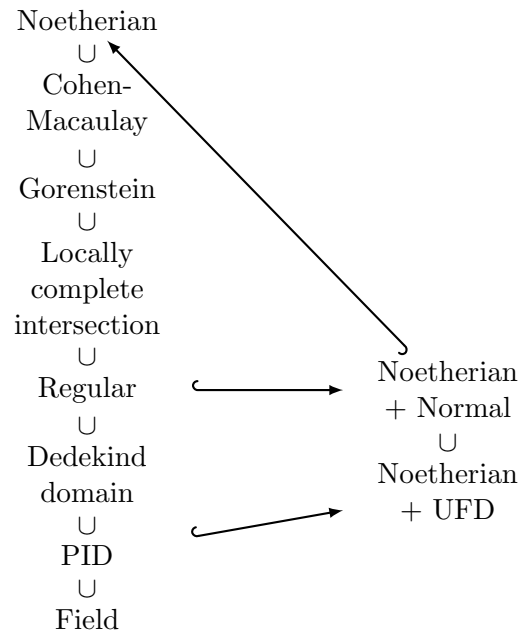 Noetherian
∪
Cohen-
Macaulay
∪
Gorenstein
∪
Locally
complete
intersection
∪
Regular
∪
Dedekind
domain
∪
PID
∪
Field
Noetherian
+ Normal
∪
Noetherian
+ UFD